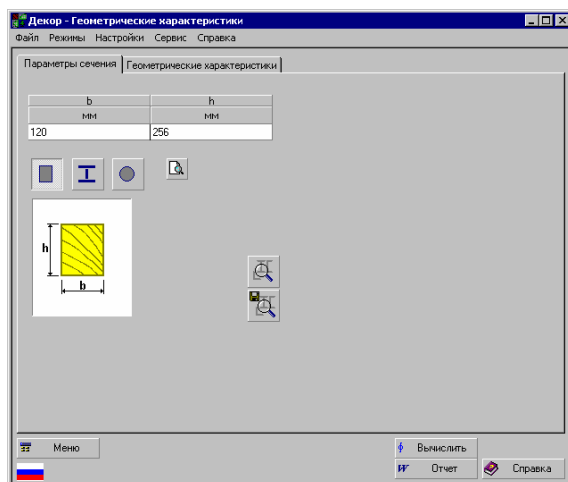 Декор - Геометрические характеристики
Файл Режимы Настройки Сервис Справка
Параметры сечения Геометрические характеристики
b h
мм мм
120 256
h
b
Меню Вычислить
W Отчет Справка